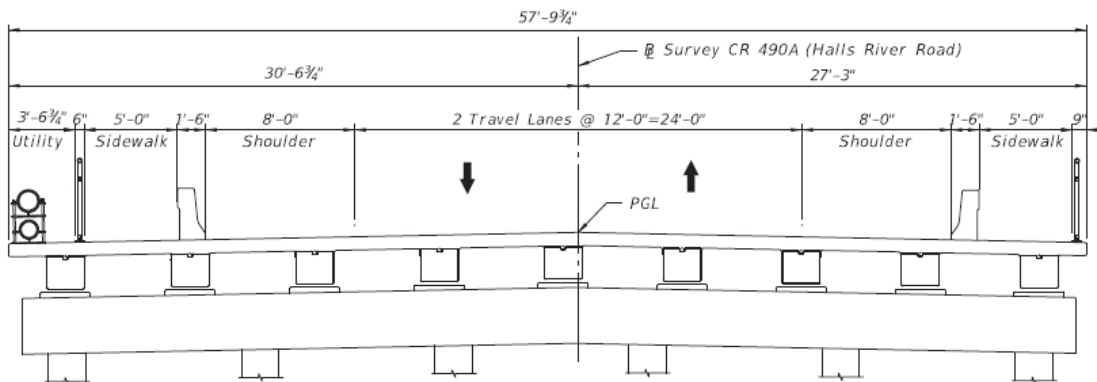 57'-9¾"
℄ Survey CR 490A (Halls River Road)
30'-6¾"
27'-3"
3'-6¾" 6" 5'-0" 1'-6" 8'-0" 2 Travel Lanes @ 12'-0"=24'-0" 8'-0" 1'-6" 5'-0" 9"
Utility Sidewalk Shoulder Shoulder Sidewalk
PGL